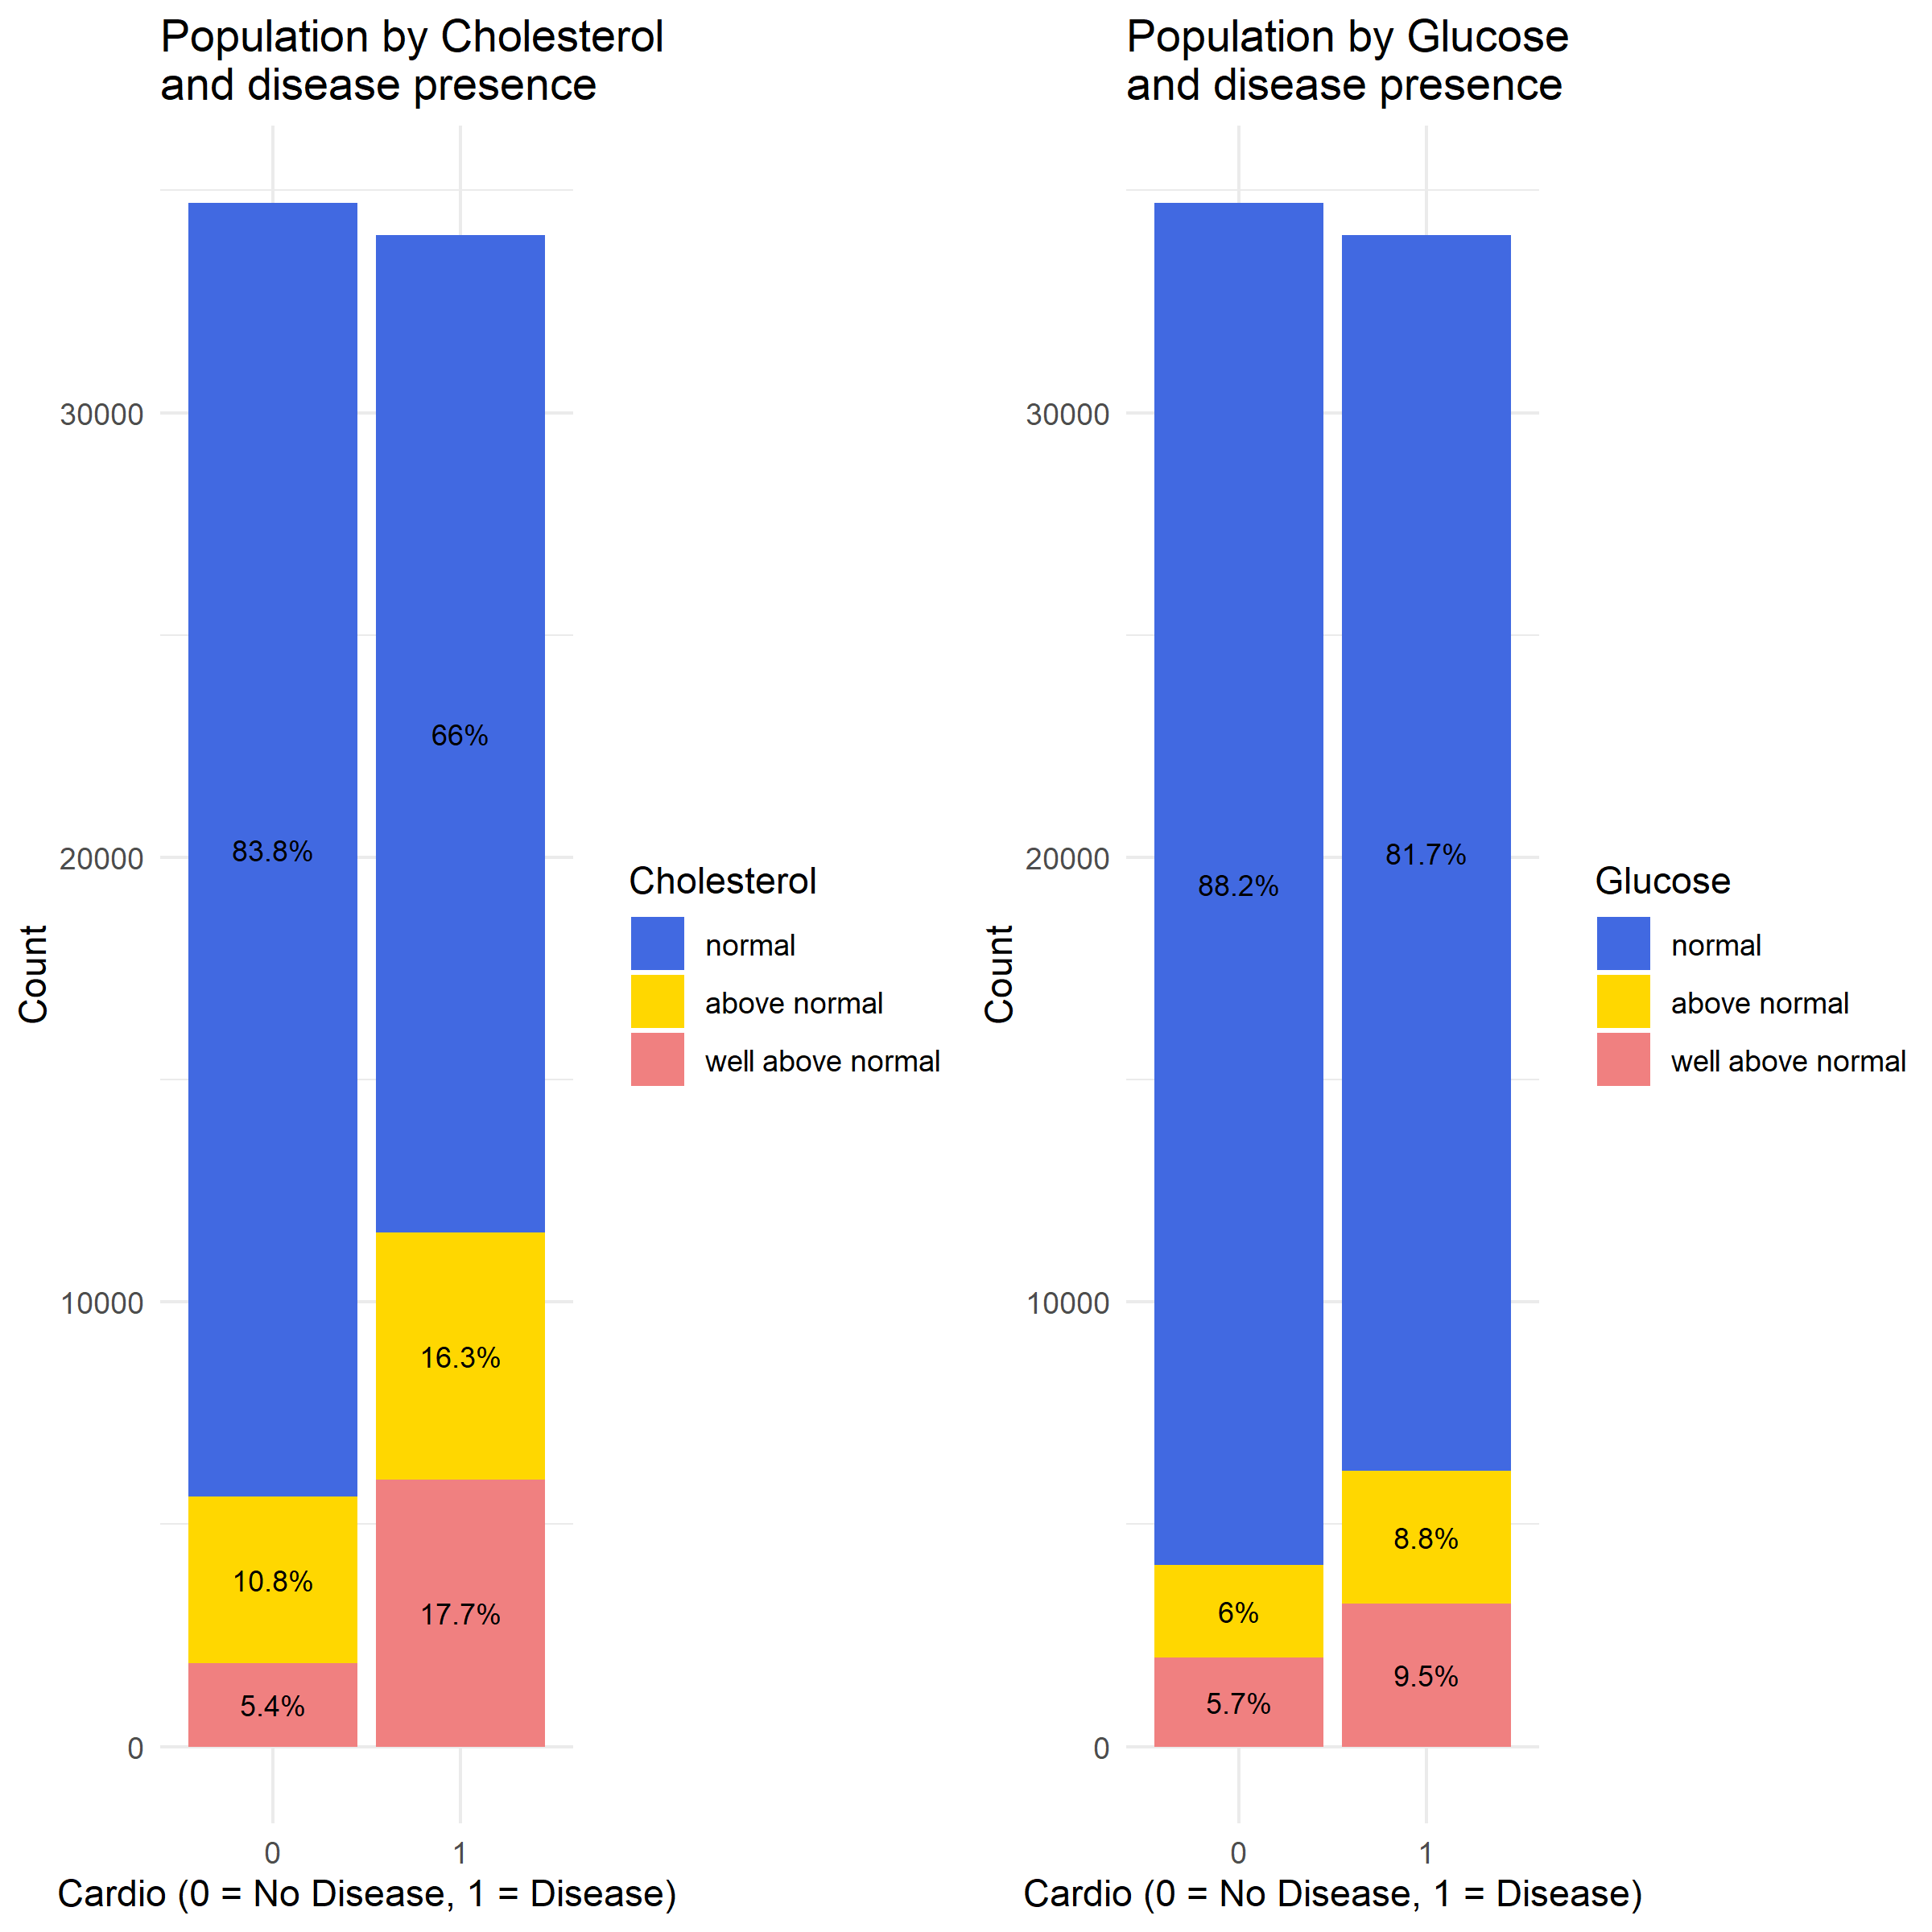 Population by Cholesterol
and disease presence
30000
20000
10000
0
Count
83.8%
10.8%
5.4%
66%
16.3%
17.7%
0
1
Cardio (0 = No Disease, 1 = Disease)
Cholesterol
normal
above normal
well above normal
Population by Glucose
and disease presence
30000
20000
10000
0
Count
88.2%
6%
5.7%
81.7%
8.8%
9.5%
0
1
Cardio (0 = No Disease, 1 = Disease)
Glucose
normal
above normal
well above normal